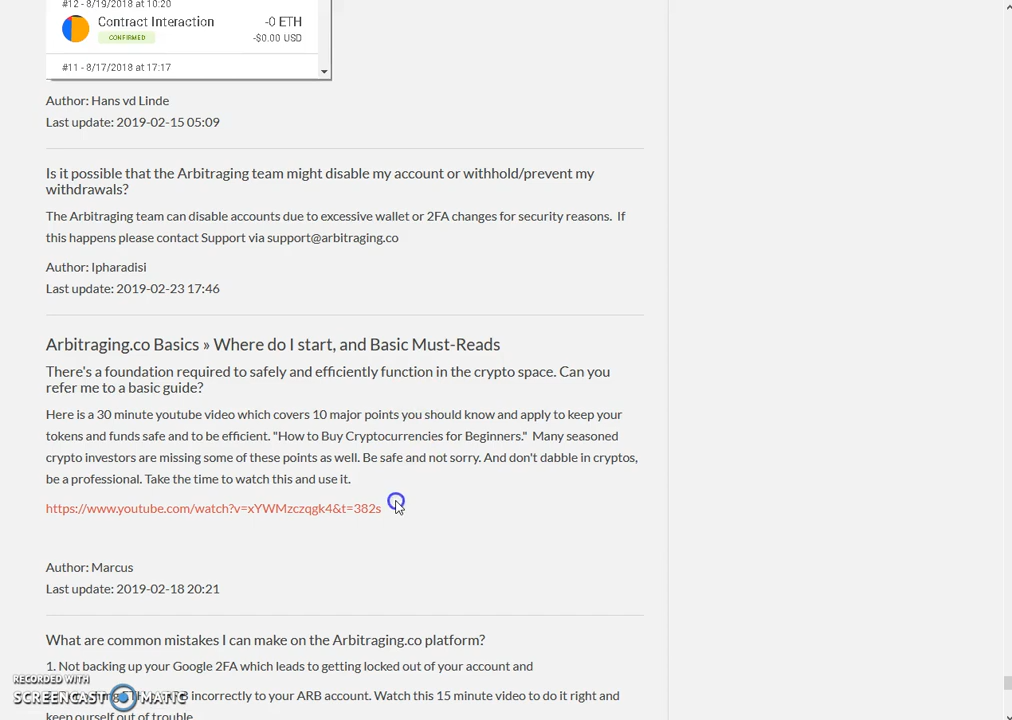 #12 - 8/19/2018 at 10:20
Contract Interaction
-0 ETH
CONFIRMED
-$0.00 USD
#11 - 8/17/2018 at 17:17
Author: Hans vd Linde
Last update: 2019-02-15 05:09
Is it possible that the Arbitraging team might disable my account or withhold/prevent my
withdrawals?
The Arbitraging team can disable accounts due to excessive wallet or 2FA changes for security reasons.  If
this happens please contact Support via support@arbitraging.co
Author: Ipharadisi
Last update: 2019-02-23 17:46
Arbitraging.co Basics » Where do I start, and Basic Must-Reads
There's a foundation required to safely and efficiently function in the crypto space. Can you
refer me to a basic guide?
Here is a 30 minute youtube video which covers 10 major points you should know and apply to keep your
tokens and funds safe and to be efficient. "How to Buy Cryptocurrencies for Beginners."  Many seasoned
crypto investors are missing some of these points as well. Be safe and not sorry. And don't dabble in cryptos,
be a professional. Take the time to watch this and use it.
https://www.youtube.com/watch?v=xYWMzczqgk4&t=382s
Author: Marcus
Last update: 2019-02-18 20:21
What are common mistakes I can make on the Arbitraging.co platform?
1. Not backing up your Google 2FA which leads to getting locked out of your account and
RECORDED WITH
SCREENCAST-O-MATIC
incorrectly to your ARB account. Watch this 15 minute video to do it right and
keep ourself out of trouble